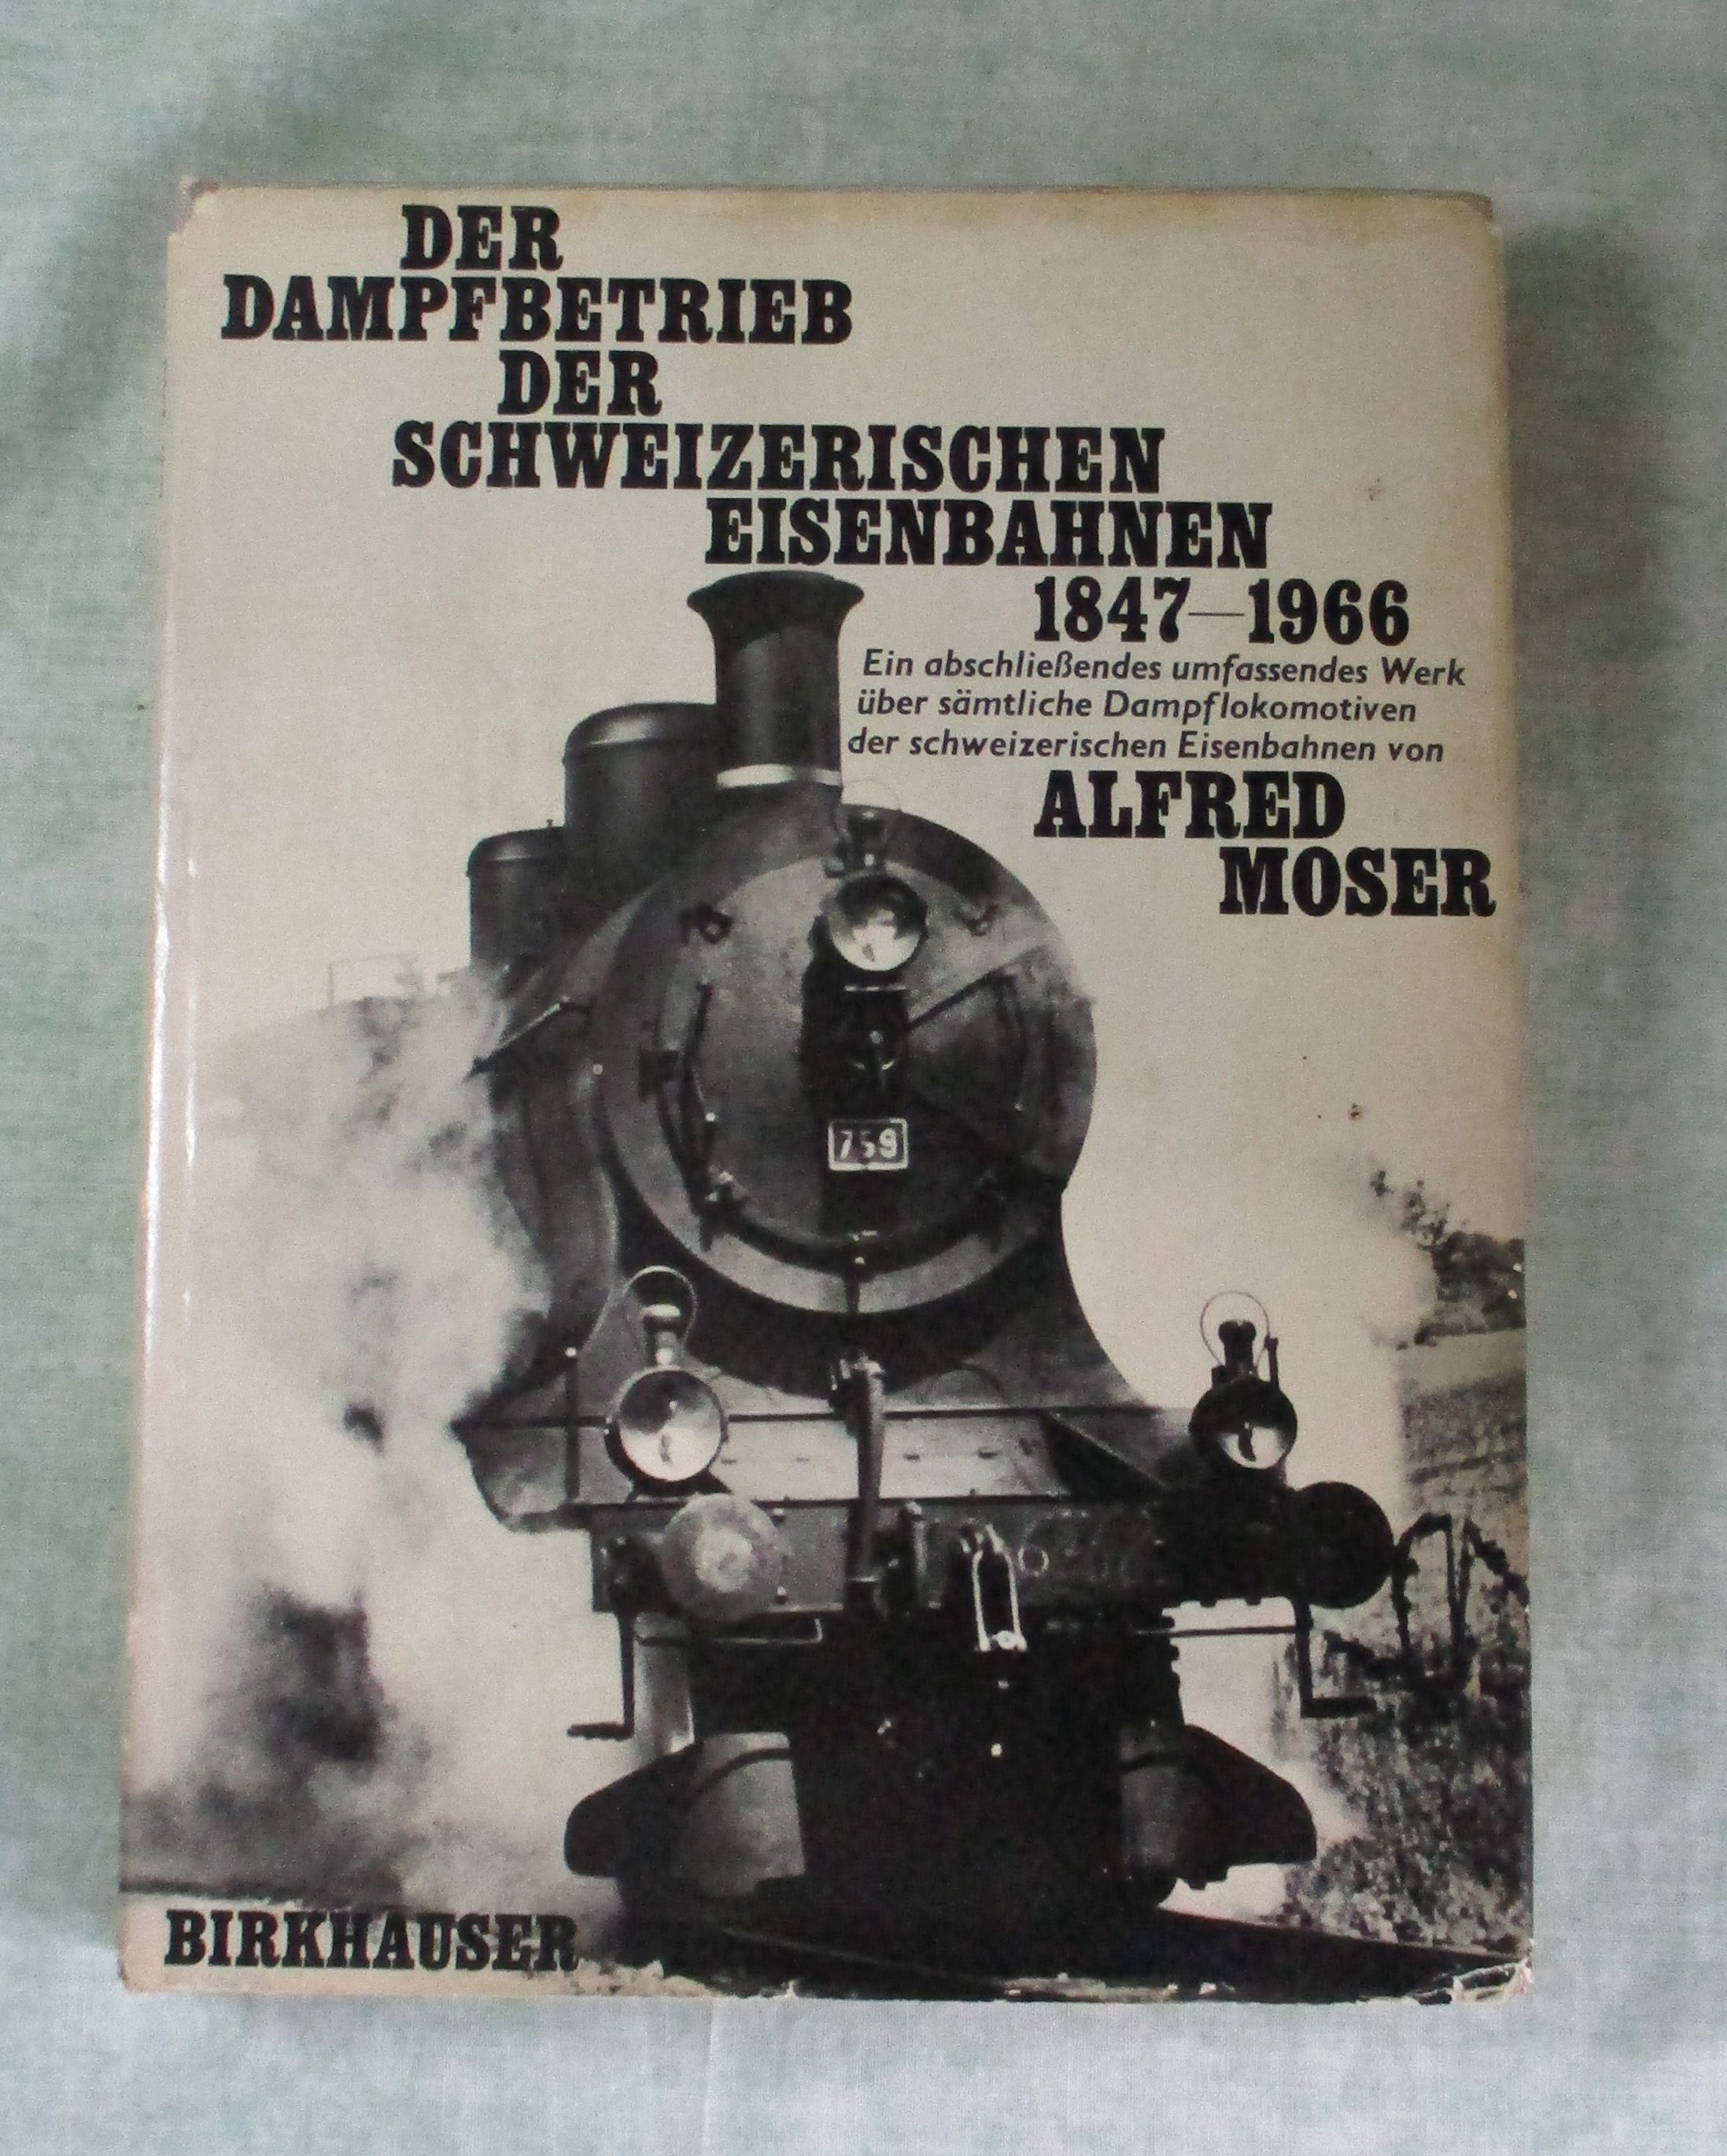 DER
DAMPFBETRIEB
DER
SCHWEIZERISCHEN
EISENBAHNEN
1847—1966
Ein abschließendes umfassendes Werk
über sämtliche Dampflokomotiven
der schweizerischen Eisenbahnen von
ALFRED
MOSER
759
BIRKHÄUSER